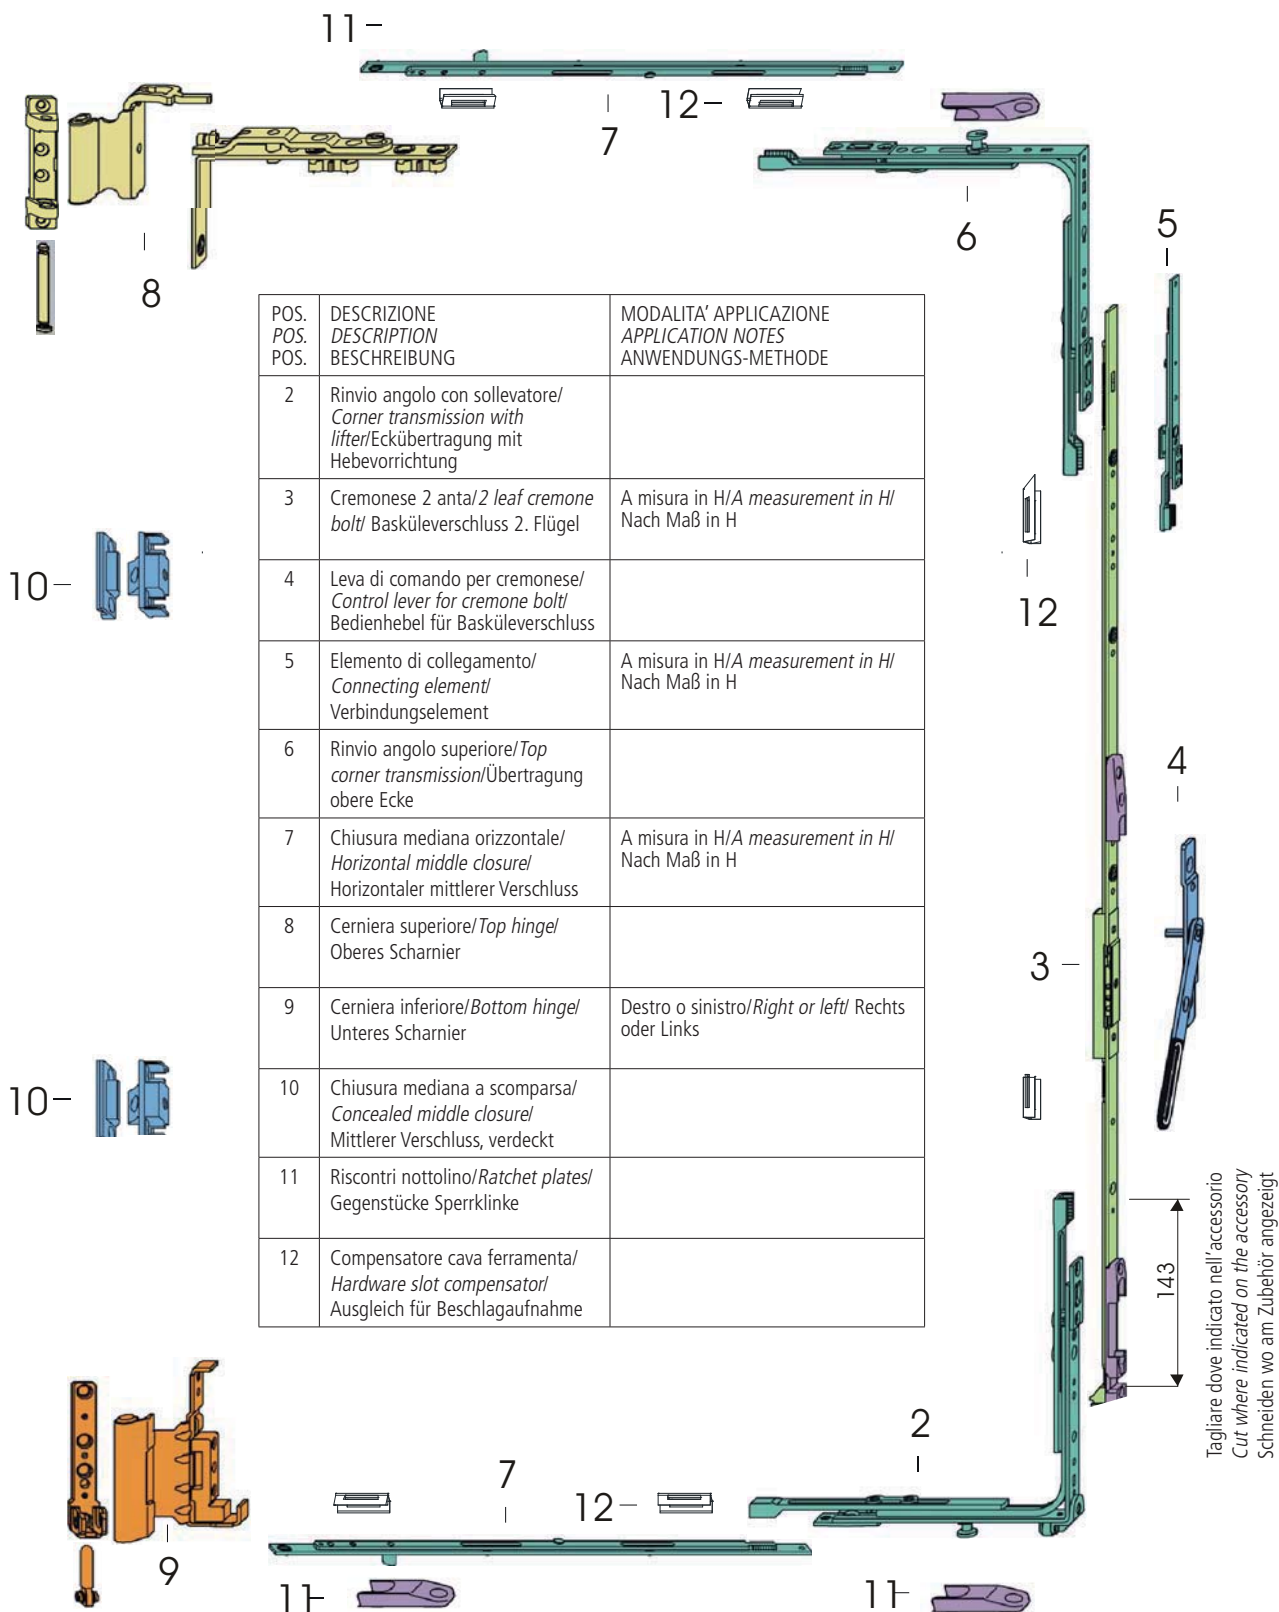 11
12
7
6
5
8
POS. DESCRIZIONE MODALITA’ APPLICAZIONE
POS. DESCRIPTION APPLICATION NOTES
POS. BESCHREIBUNG ANWENDUNGS-METHODE
2 Rinvio angolo con sollevatore/
Corner transmission with
lifter/Eckübertragung mit
Hebevorrichtung
3 Cremonese 2 anta/2 leaf cremone A misura in H/A measurement in H/
bolt/ Basküleverschluss 2. Flügel Nach Maß in H
4 Leva di comando per cremonese/
Control lever for cremone bolt/
Bedienhebel für Basküleverschluss
5 Elemento di collegamento/ A misura in H/A measurement in H/
Connecting element/ Nach Maß in H
Verbindungselement
6 Rinvio angolo superiore/Top
corner transmission/Übertragung
obere Ecke
7 Chiusura mediana orizzontale/ A misura in H/A measurement in H/
Horizontal middle closure/ Nach Maß in H
Horizontaler mittlerer Verschluss
8 Cerniera superiore/Top hinge/
Oberes Scharnier
9 Cerniera inferiore/Bottom hinge/ Destro o sinistro/Right or left/ Rechts
Unteres Scharnier oder Links
10 Chiusura mediana a scomparsa/
Concealed middle closure/
Mittlerer Verschluss, verdeckt
11 Riscontri nottolino/Ratchet plates/
Gegenstücke Sperrklinke
12 Compensatore cava ferramenta/
Hardware slot compensator/
Ausgleich für Beschlagaufnahme
10
12
4
3
10
143
Tagliare dove indicato nell’accessorio
Cut where indicated on the accessory
Schneiden wo am Zubehör angezeigt
2
7
12
9
11
11